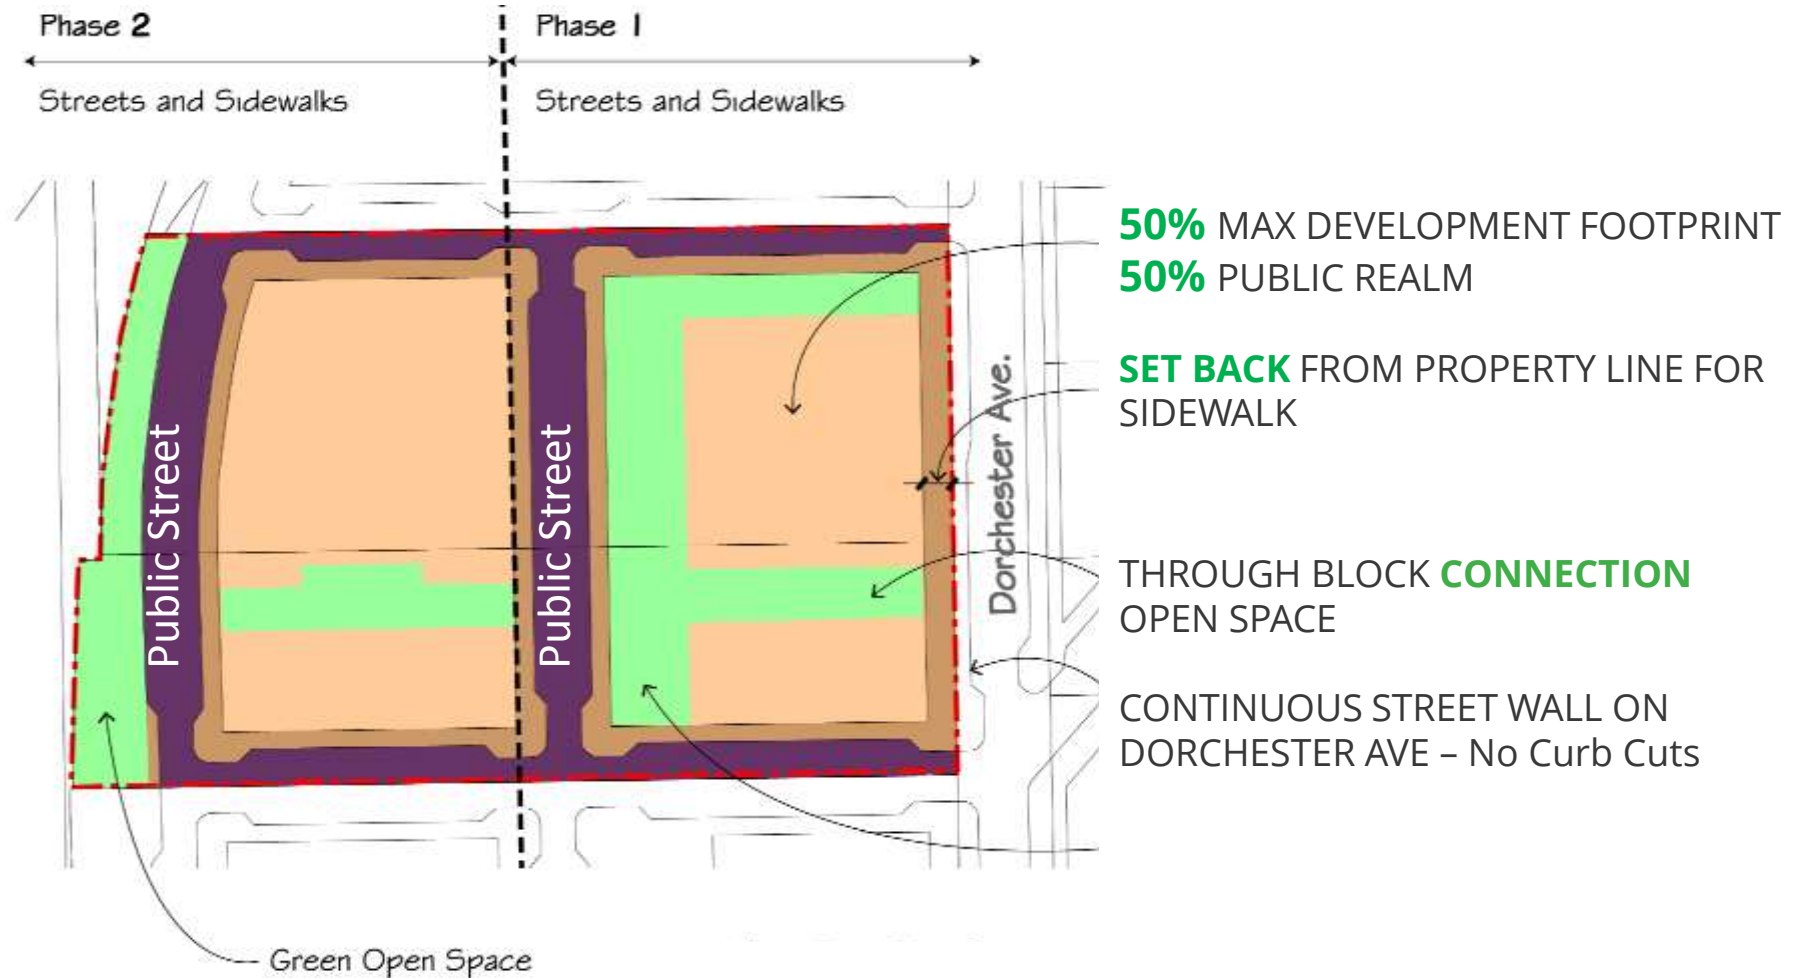 Phase 2
Phase 1
Streets and Sidewalks
Streets and Sidewalks
50% MAX DEVELOPMENT FOOTPRINT
50% PUBLIC REALM
SET BACK FROM PROPERTY LINE FOR
SIDEWALK
Public Street
Public Street
Dorchester Ave.
THROUGH BLOCK CONNECTION
OPEN SPACE
CONTINUOUS STREET WALL ON
DORCHESTER AVE – No Curb Cuts
Green Open Space